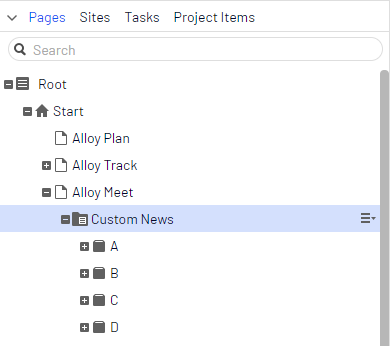 Pages Sites Tasks Project Items
Search
Root
Start
Alloy Plan
Alloy Track
Alloy Meet
Custom News
A
B
C
D